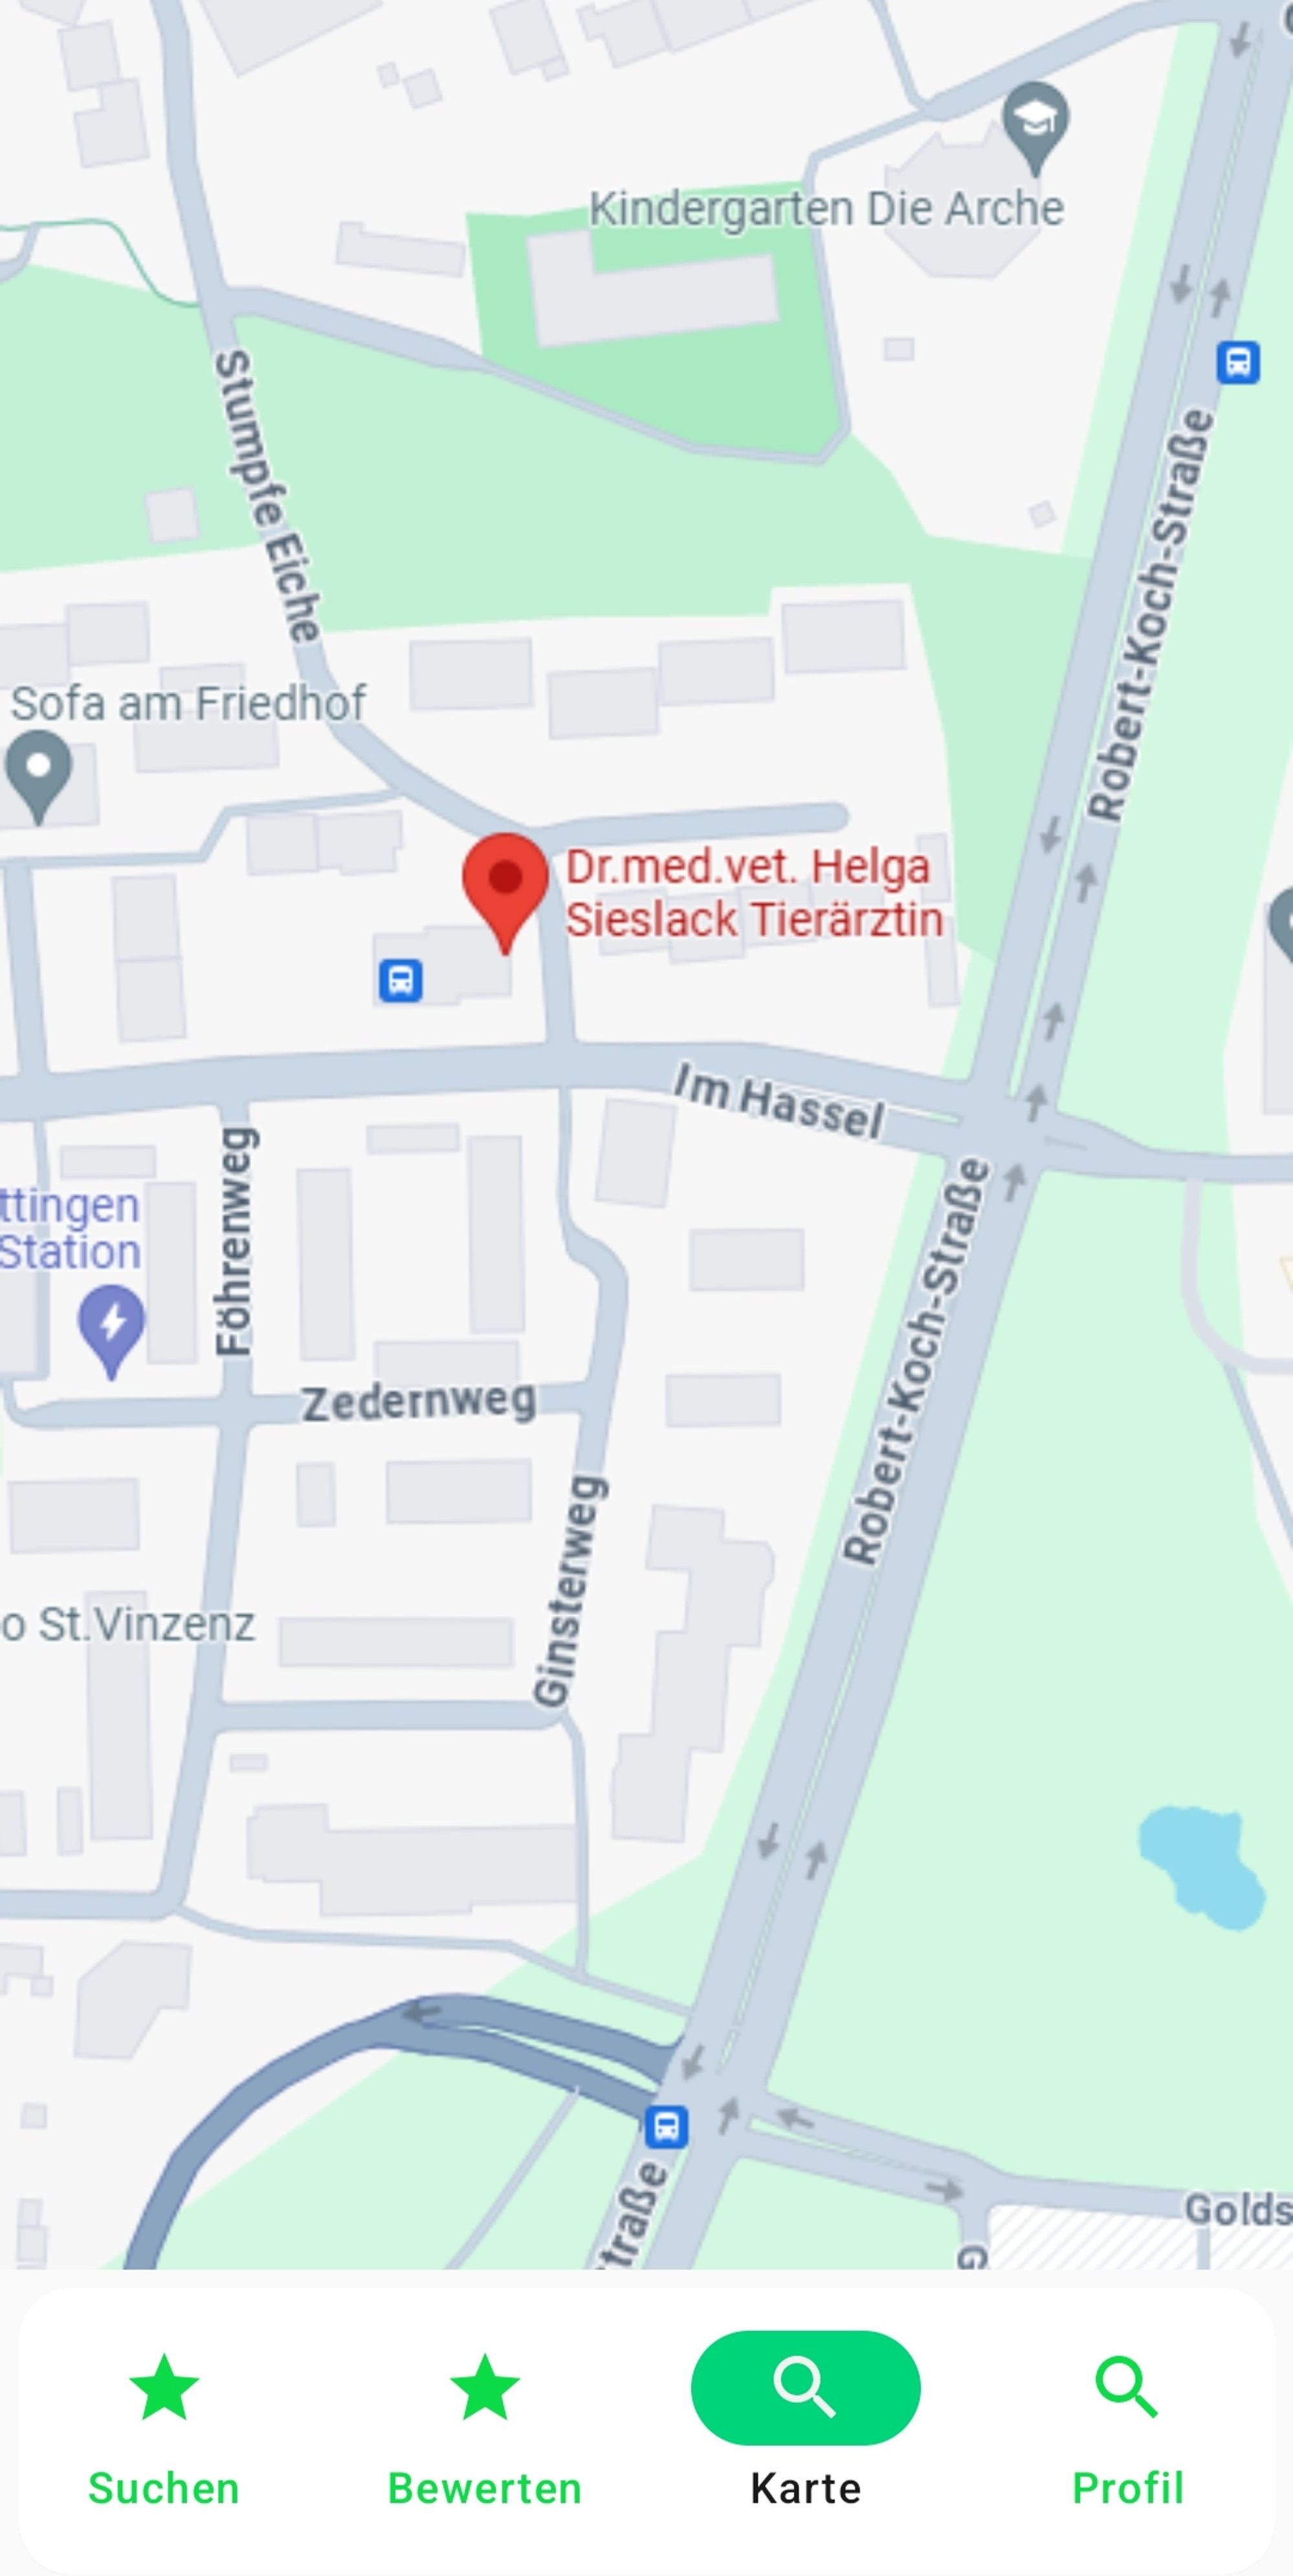 Kindergarten Die Arche
Stumpfe Eiche
Robert-Koch-Straße
Sofa am Friedhof
Dr.med.vet. Helga
Sieslack Tierärztin
Im Hassel
Föhrenweg
ttingen
Station
Robert-Koch-Straße
Zedernweg
Ginsterweg
o St.Vinzenz
traße
Golds
G
Suchen
Bewerten
Karte
Profil